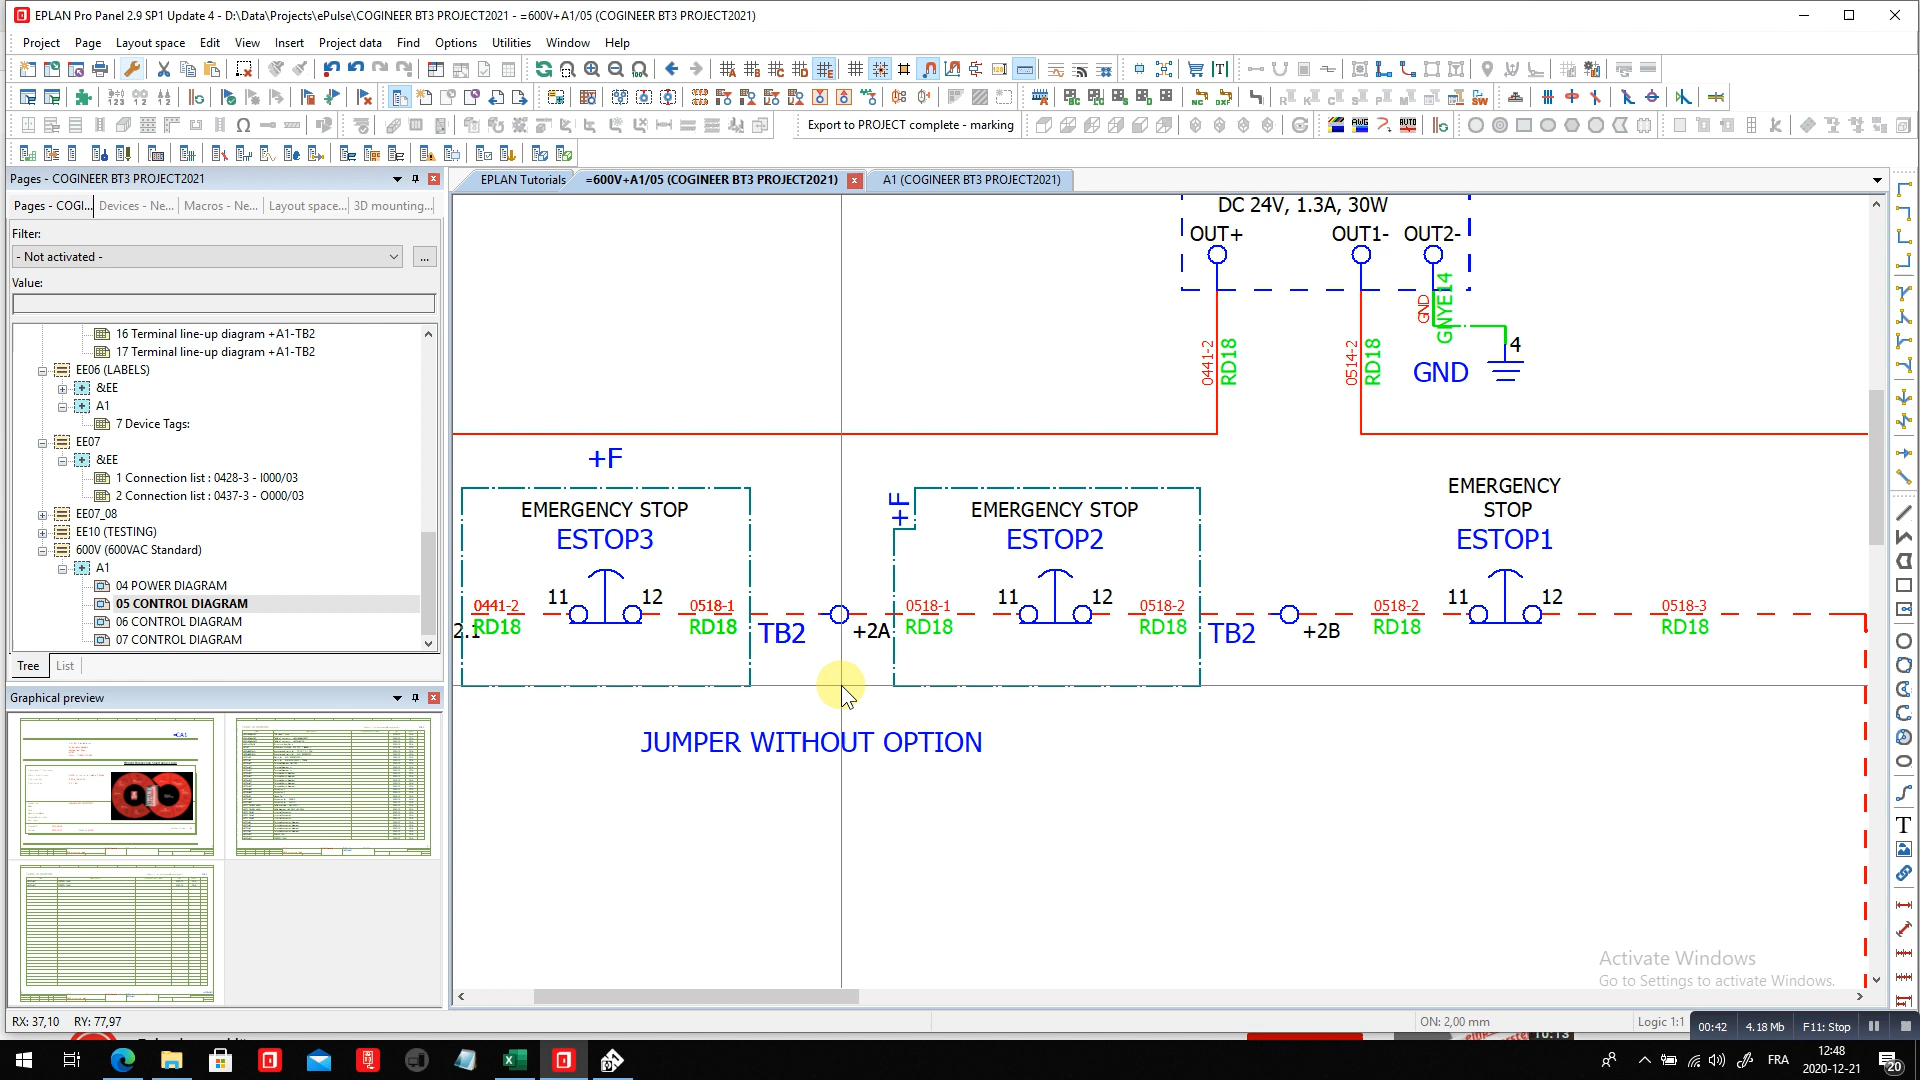 EPLAN Pro Panel 2.9 SP1 Update 4 - D:\Data\Projects\ePulse\COGINEER BT3 PROJECT2021 - =600V+A1/05 (COGINEER BT3 PROJECT2021)
Project Page Layout space Edit View Insert Project data Find Options Utilities Window Help
Export to PROJECT complete - marking
Pages - COGINEER BT3 PROJECT2021
EPLAN Tutorials =600V+A1/05 (COGINEER BT3 PROJECT2021) A1 (COGINEER BT3 PROJECT2021)
Pages - COGI... Devices - Ne... Macros - Ne... Layout space... 3D mounting...
Filter:
- Not activated -
...
Value:
16 Terminal line-up diagram +A1-TB2
17 Terminal line-up diagram +A1-TB2
EE06 (LABELS)
&EE
A1
7 Device Tags:
EE07
&EE
1 Connection list : 0428-3 - I000/03
2 Connection list : 0437-3 - O000/03
EE07_08
EE10 (TESTING)
600V (600VAC Standard)
A1
04 POWER DIAGRAM
05 CONTROL DIAGRAM
06 CONTROL DIAGRAM
07 CONTROL DIAGRAM
Tree List
Graphical preview
DC 24V, 1.3A, 30W
OUT+ OUT1- OUT2-
0441-2 RD18
0514-2 RD18
GND GNYE14
4
GND
+F
EMERGENCY STOP
ESTOP3
+F
EMERGENCY STOP
ESTOP2
EMERGENCY
STOP
ESTOP1
0441-2 11 12 0518-1 0518-1 11 12 0518-2 0518-2 11 12 0518-3
2.1 RD18 RD18 TB2 +2A RD18 RD18 TB2 +2B RD18 RD18
JUMPER WITHOUT OPTION
Activate Windows
Go to Settings to activate Windows.
RX: 37,10 RY: 77,97
ON: 2,00 mm
Logic 1:1
00:42 4.18 Mb F11: Stop
FRA
12:48
2020-12-21
20